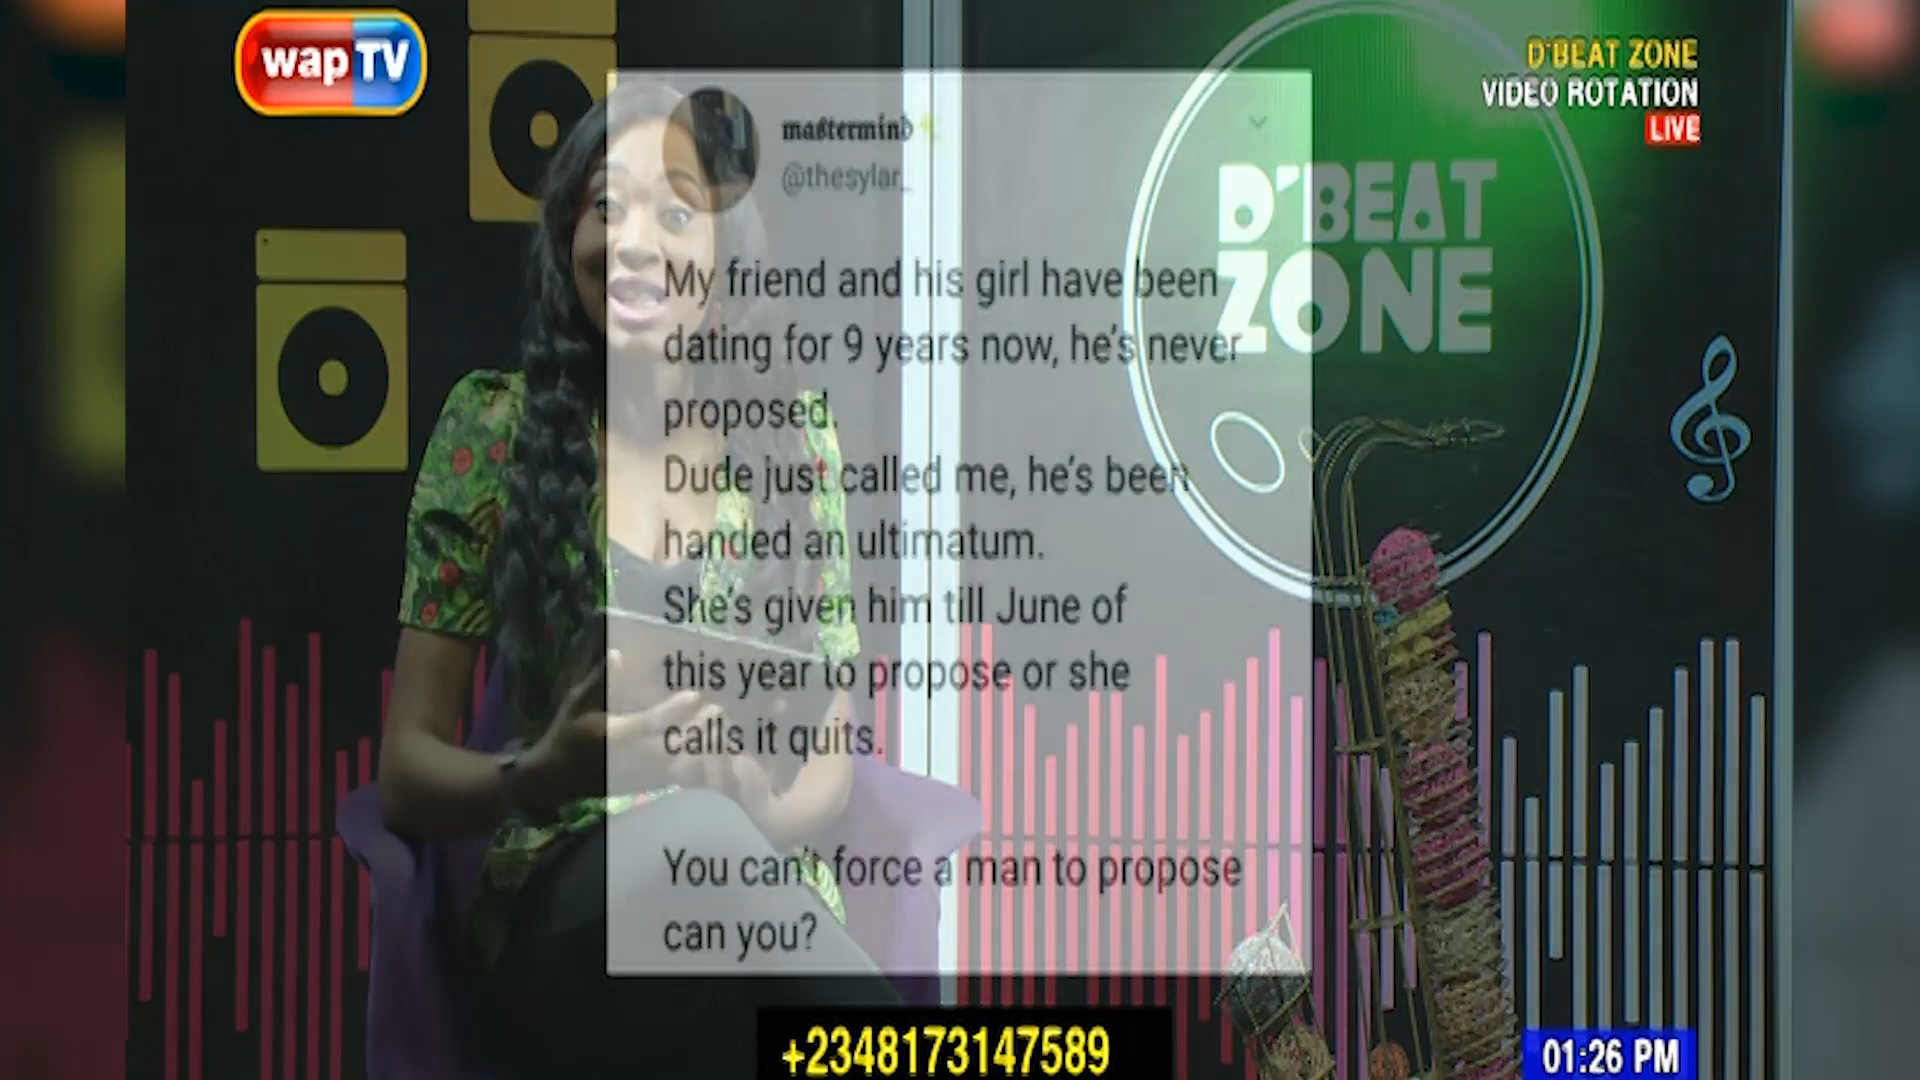 wap TV
D'BEAT ZONE
VIDEO ROTATION
LIVE
mastermind
@thesylar_
D'BEAT
ZONE
My friend and his girl have been
dating for 9 years now, he's never
proposed.
Dude just called me, he's been
handed an ultimatum.
She's given him till June of
this year to propose or she
calls it quits.
You can't force a man to propose
can you?
+2348173147589
01:26 PM